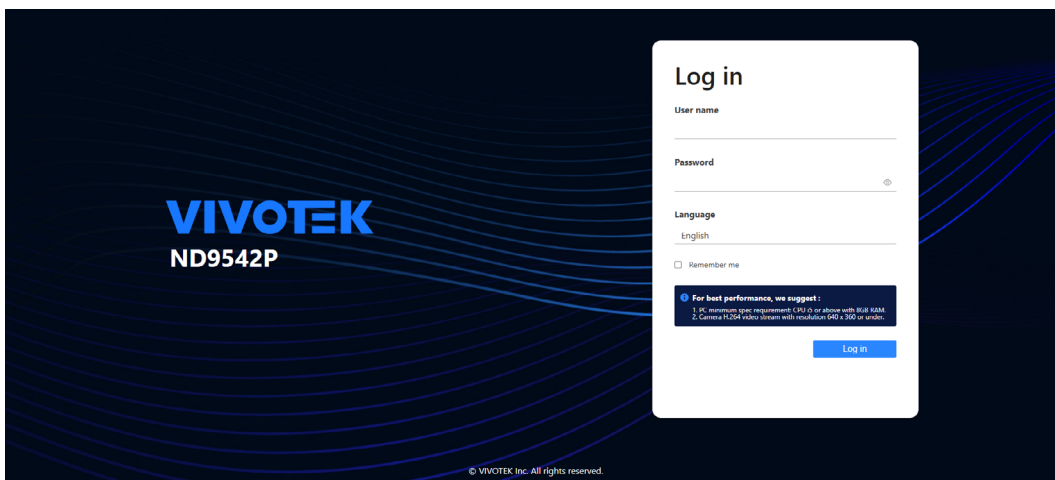 VIVOTEK
ND9542P
Log in
User name
Password
Language
English
Remember me
For best performance, we suggest :
1. PC minimum spec requirement: CPU i5 or above with 8GB RAM.
2. Camera H.264 video stream with resolution 640 x 360 or under.
Log in
© VIVOTEK Inc. All rights reserved.